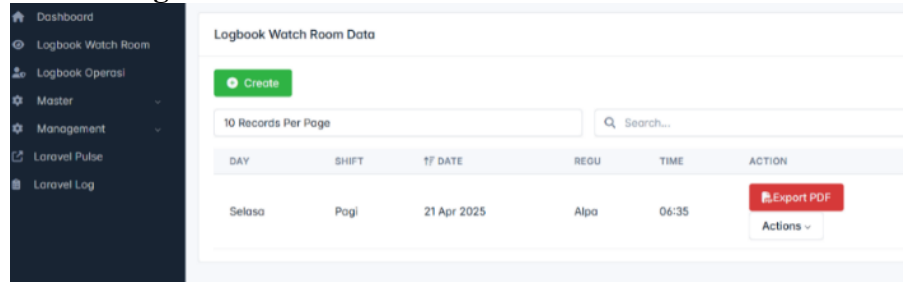 Dashboard
Logbook Watch Room
Logbook Operasi
Master
Management
Laravel Pulse
Laravel Log
Logbook Watch Room Data
Create
10 Records Per Page
Search...
DAY SHIFT DATE REGU TIME ACTION
Selasa Pagi 21 Apr 2025 Alpa 06:35
Export PDF
Actions